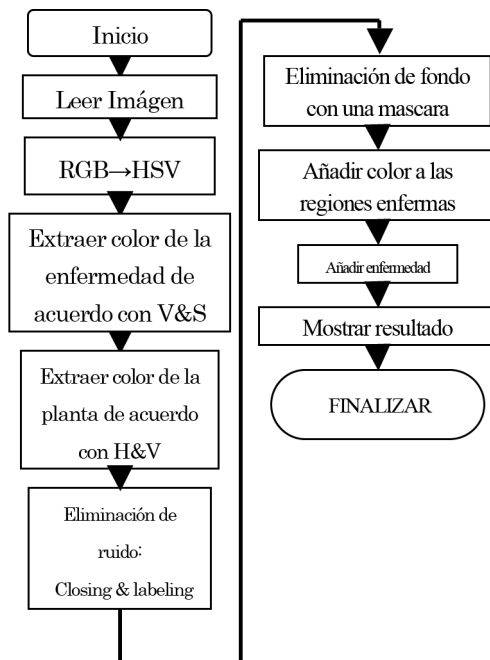 Inicio
Leer Imágen
RGB→HSV
Extraer color de la
enfermedad de
acuerdo con V&S
Extraer color de la
planta de acuerdo
con H&V
Eliminación de
ruido:
Closing & labeling
Eliminación de fondo
con una mascara
Añadir color a las
regiones enfermas
Añadir enfermedad
Mostrar resultado
FINALIZAR